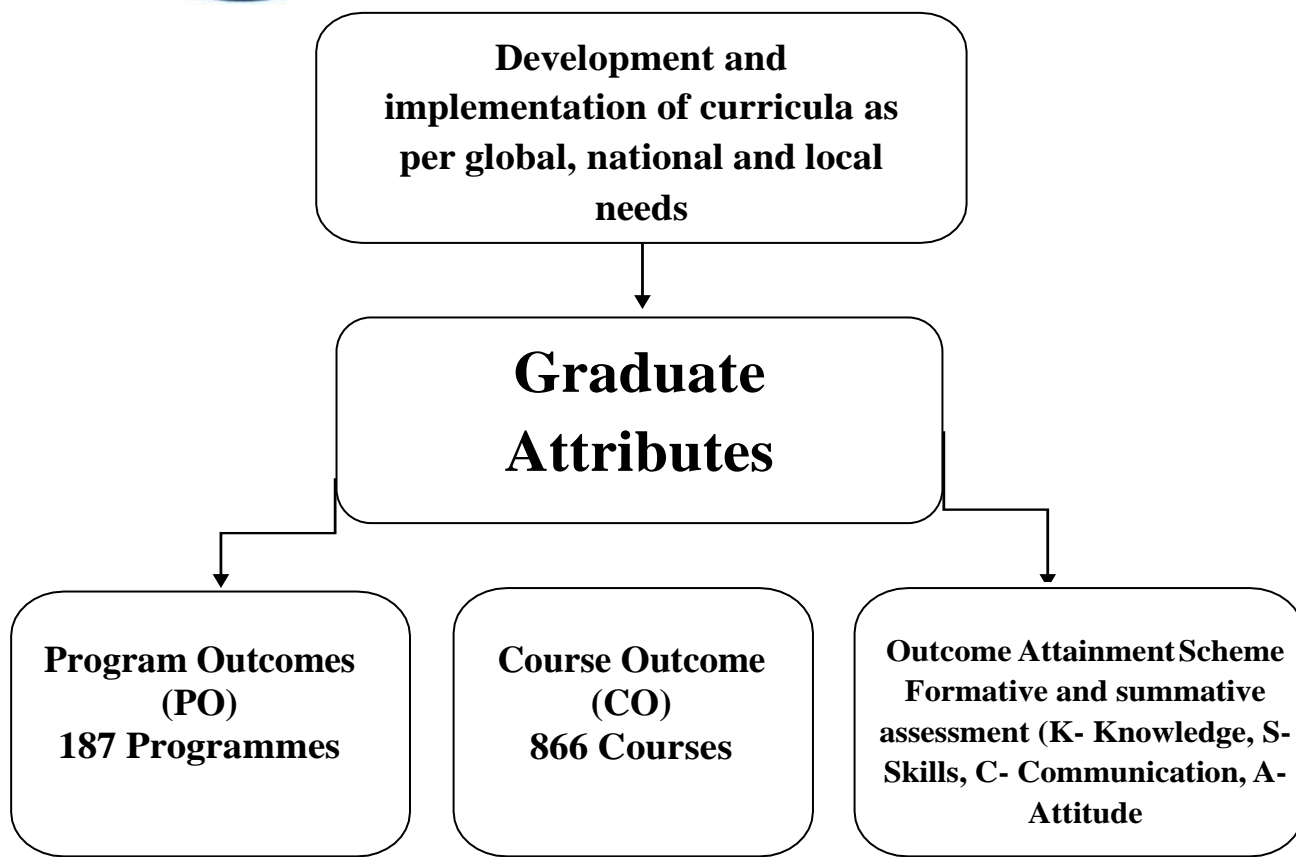 Development and
implementation of curricula as
per global, national and local
needs
Graduate
Attributes
Program Outcomes
(PO)
187 Programmes
Course Outcome
(CO)
866 Courses
Outcome Attainment Scheme
Formative and summative
assessment (K- Knowledge, S-
Skills, C- Communication, A-
Attitude